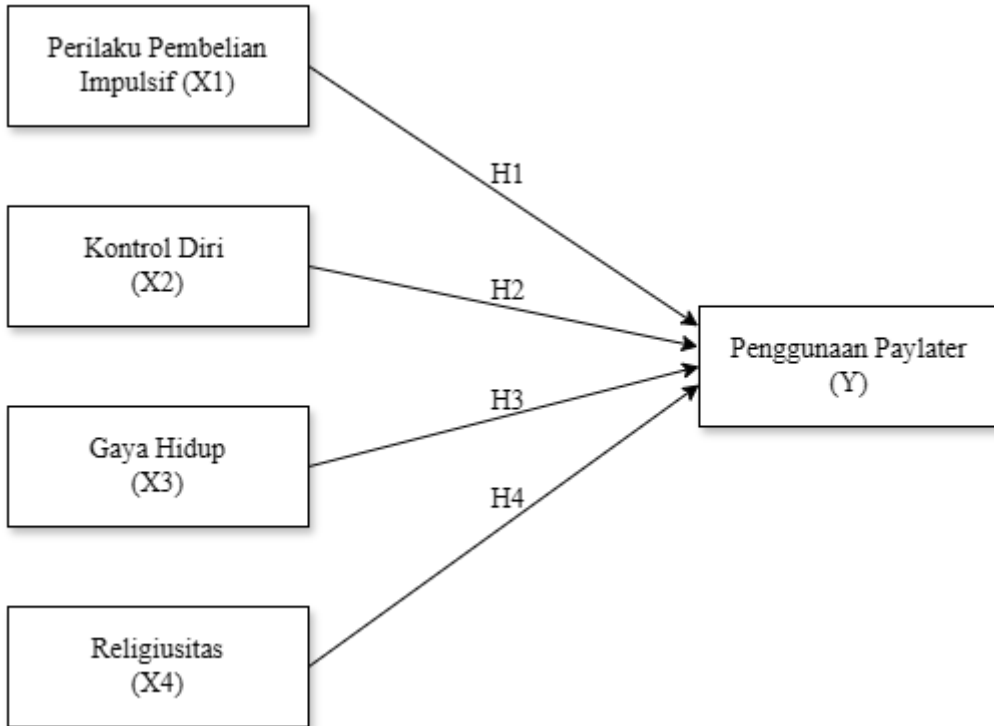 Perilaku Pembelian
Impulsif (X1)
H1
Kontrol Diri
(X2)
H2
Penggunaan Paylater
(Y)
H3
Gaya Hidup
(X3)
H4
Religiusitas
(X4)